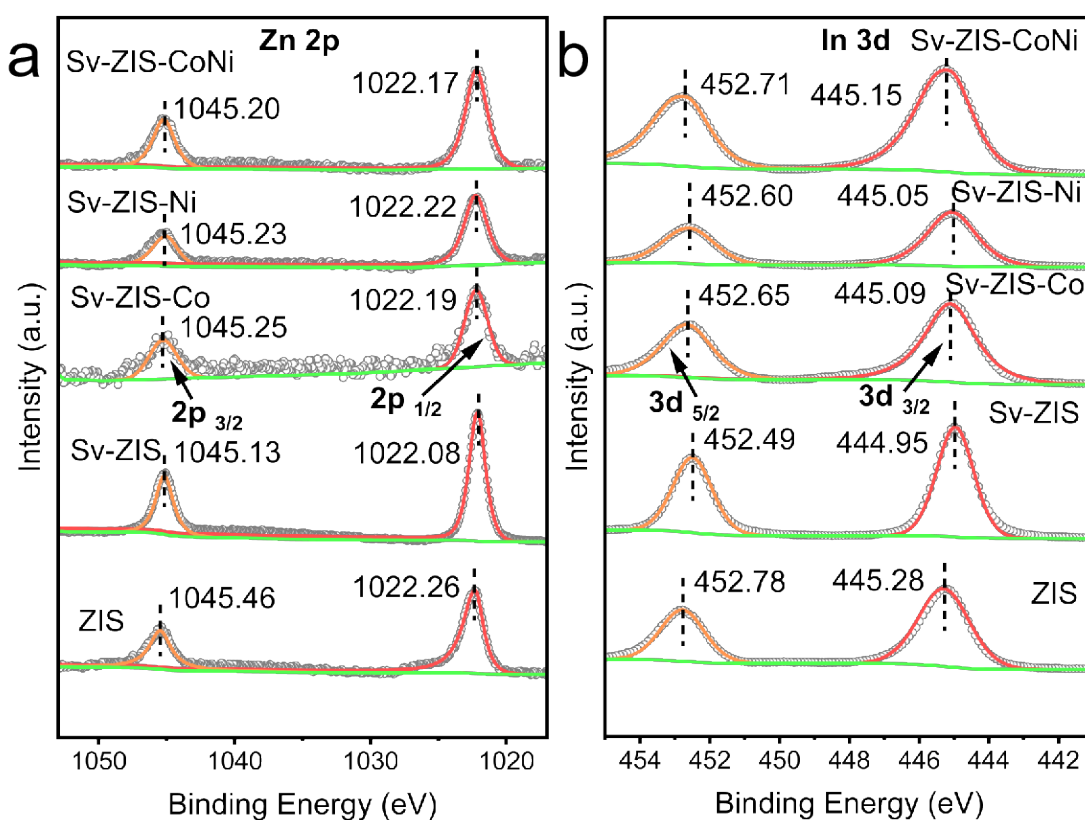 a
Zn 2p
Sv-ZIS-CoNi
1045.20
1022.17
Sv-ZIS-Ni
1045.23
1022.22
Sv-ZIS-Co
1045.25
1022.19
2p 3/2
2p 1/2
Sv-ZIS
1045.13
1022.08
ZIS
1045.46
1022.26
Intensity (a.u.)
1050
1040
1030
1020
Binding Energy (eV)
b
In 3d
Sv-ZIS-CoNi
452.71
445.15
Sv-ZIS-Ni
452.60
445.05
Sv-ZIS-Co
452.65
445.09
3d 5/2
3d 3/2
Sv-ZIS
452.49
444.95
ZIS
452.78
445.28
Intensity (a.u.)
454
452
450
448
446
444
442
Binding Energy (eV)